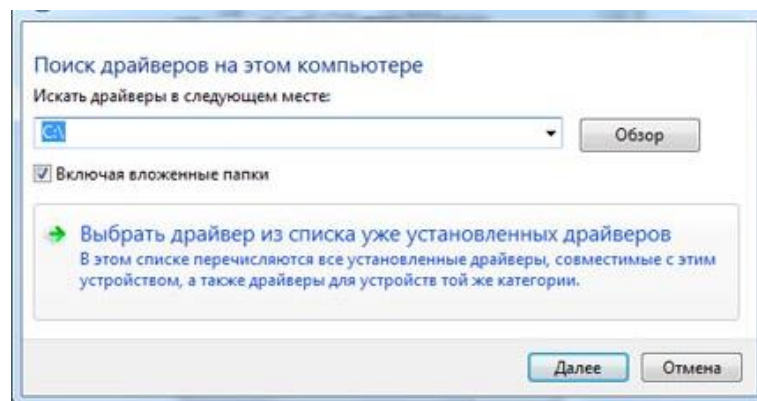 Поиск драйверов на этом компьютере
Искать драйверы в следующем месте:
C:\
Обзор
Включая вложенные папки
Выбрать драйвер из списка уже установленных драйверов
В этом списке перечисляются все установленные драйверы, совместимые с этим
устройством, а также драйверы для устройств той же категории.
Далее
Отмена